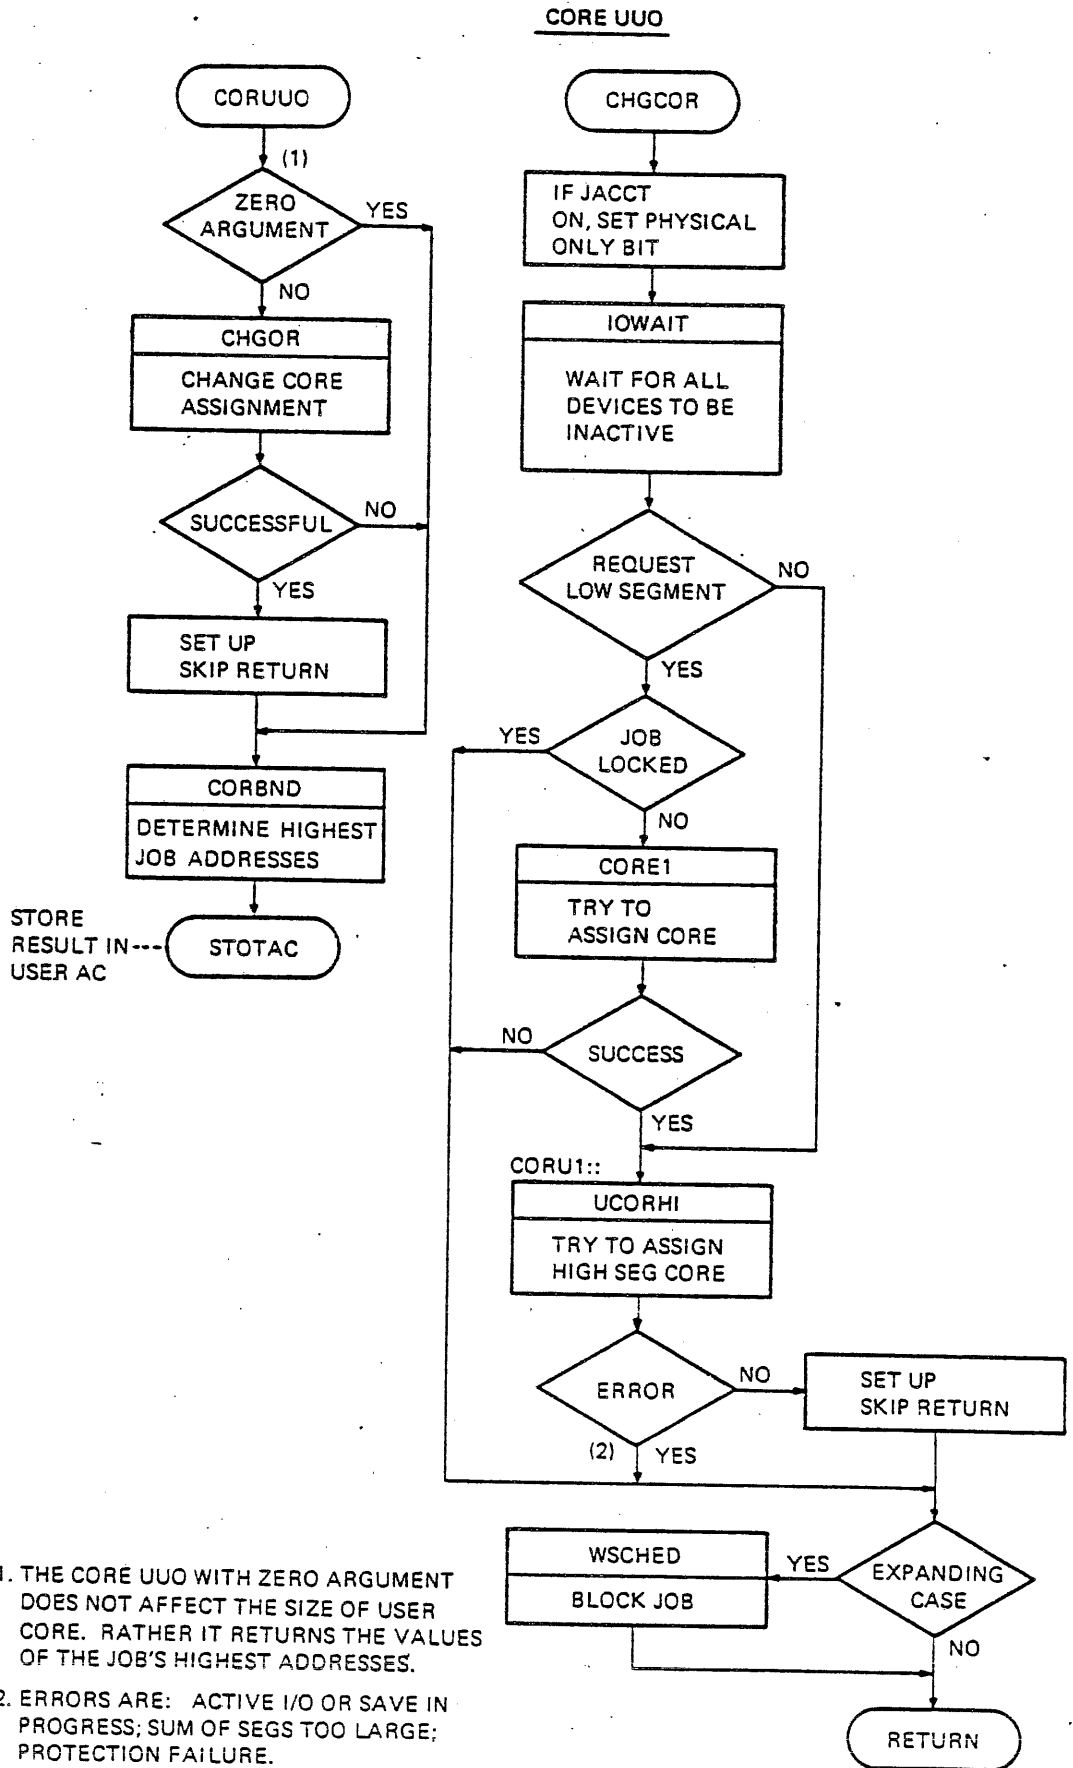 CORE UUO
CORUUO
(1)
ZERO
ARGUMENT
YES
NO
CHGOR
CHANGE CORE
ASSIGNMENT
SUCCESSFUL
NO
YES
SET UP
SKIP RETURN
CORBND
DETERMINE HIGHEST
JOB ADDRESSES
STORE
RESULT IN
USER AC
STOTAC
CHGCOR
IF JACCT
ON, SET PHYSICAL
ONLY BIT
IOWAIT
WAIT FOR ALL
DEVICES TO BE
INACTIVE
REQUEST
LOW SEGMENT
NO
YES
JOB
LOCKED
YES
NO
CORE1
TRY TO
ASSIGN CORE
SUCCESS
NO
YES
CORU1::
UCORHI
TRY TO ASSIGN
HIGH SEG CORE
ERROR
NO
(2) YES
SET UP
SKIP RETURN
EXPANDING
CASE
YES
NO
WSCHED
BLOCK JOB
RETURN
1. THE CORE UUO WITH ZERO ARGUMENT
DOES NOT AFFECT THE SIZE OF USER
CORE. RATHER IT RETURNS THE VALUES
OF THE JOB'S HIGHEST ADDRESSES.
2. ERRORS ARE: ACTIVE I/O OR SAVE IN
PROGRESS; SUM OF SEGS TOO LARGE;
PROTECTION FAILURE.